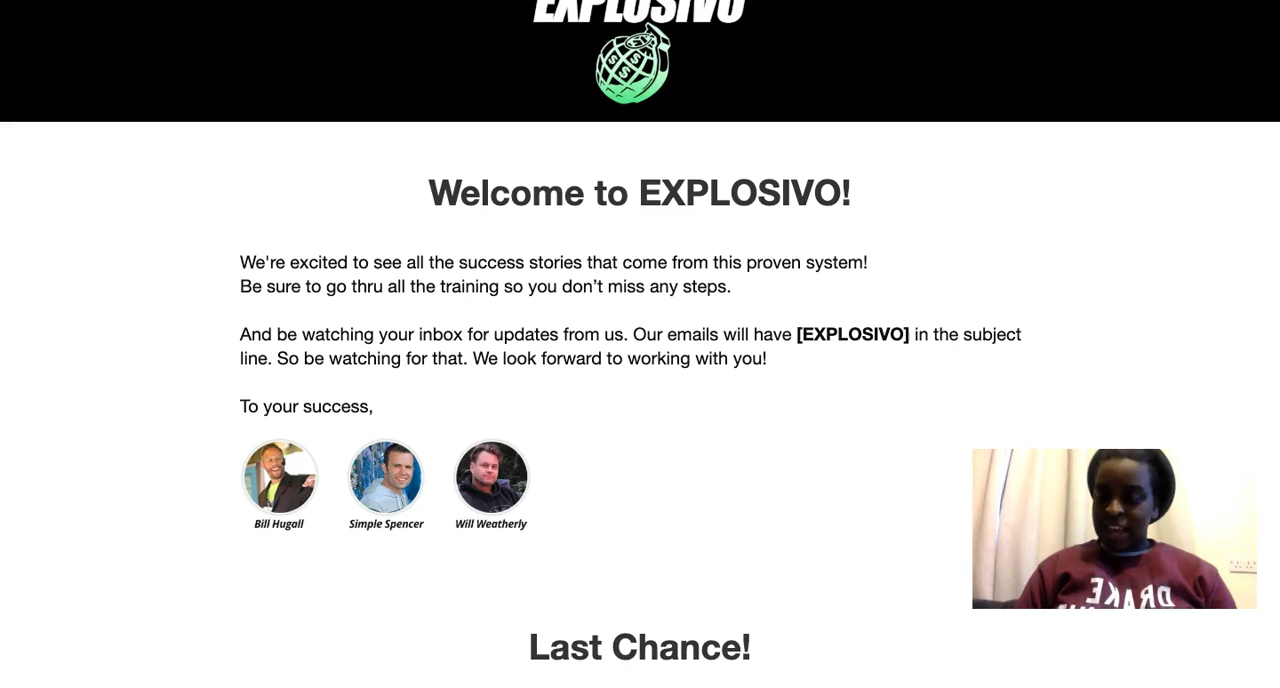 EXPLOSIVO
Welcome to EXPLOSIVO!
We're excited to see all the success stories that come from this proven system!
Be sure to go thru all the training so you don’t miss any steps.
And be watching your inbox for updates from us. Our emails will have [EXPLOSIVO] in the subject
line. So be watching for that. We look forward to working with you!
To your success,
Bill Hugall Simple Spencer Will Weatherly
DRAKE
Last Chance!